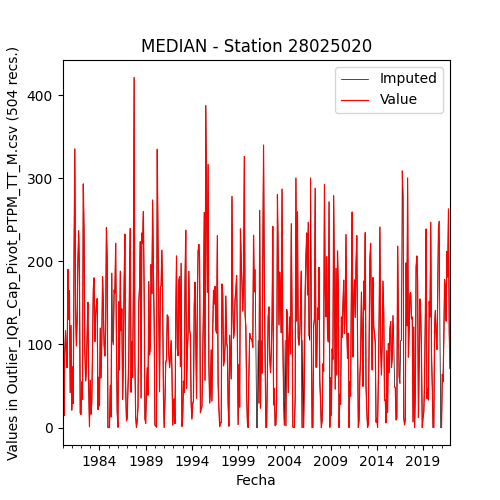 MEDIAN - Station 28025020
Values in Outlier_IQR_Cap_Pivot_PTPM_TT_M.csv (504 recs.)
Imputed
Value
400
300
200
100
0
1984 1989 1994 1999 2004 2009 2014 2019
Fecha